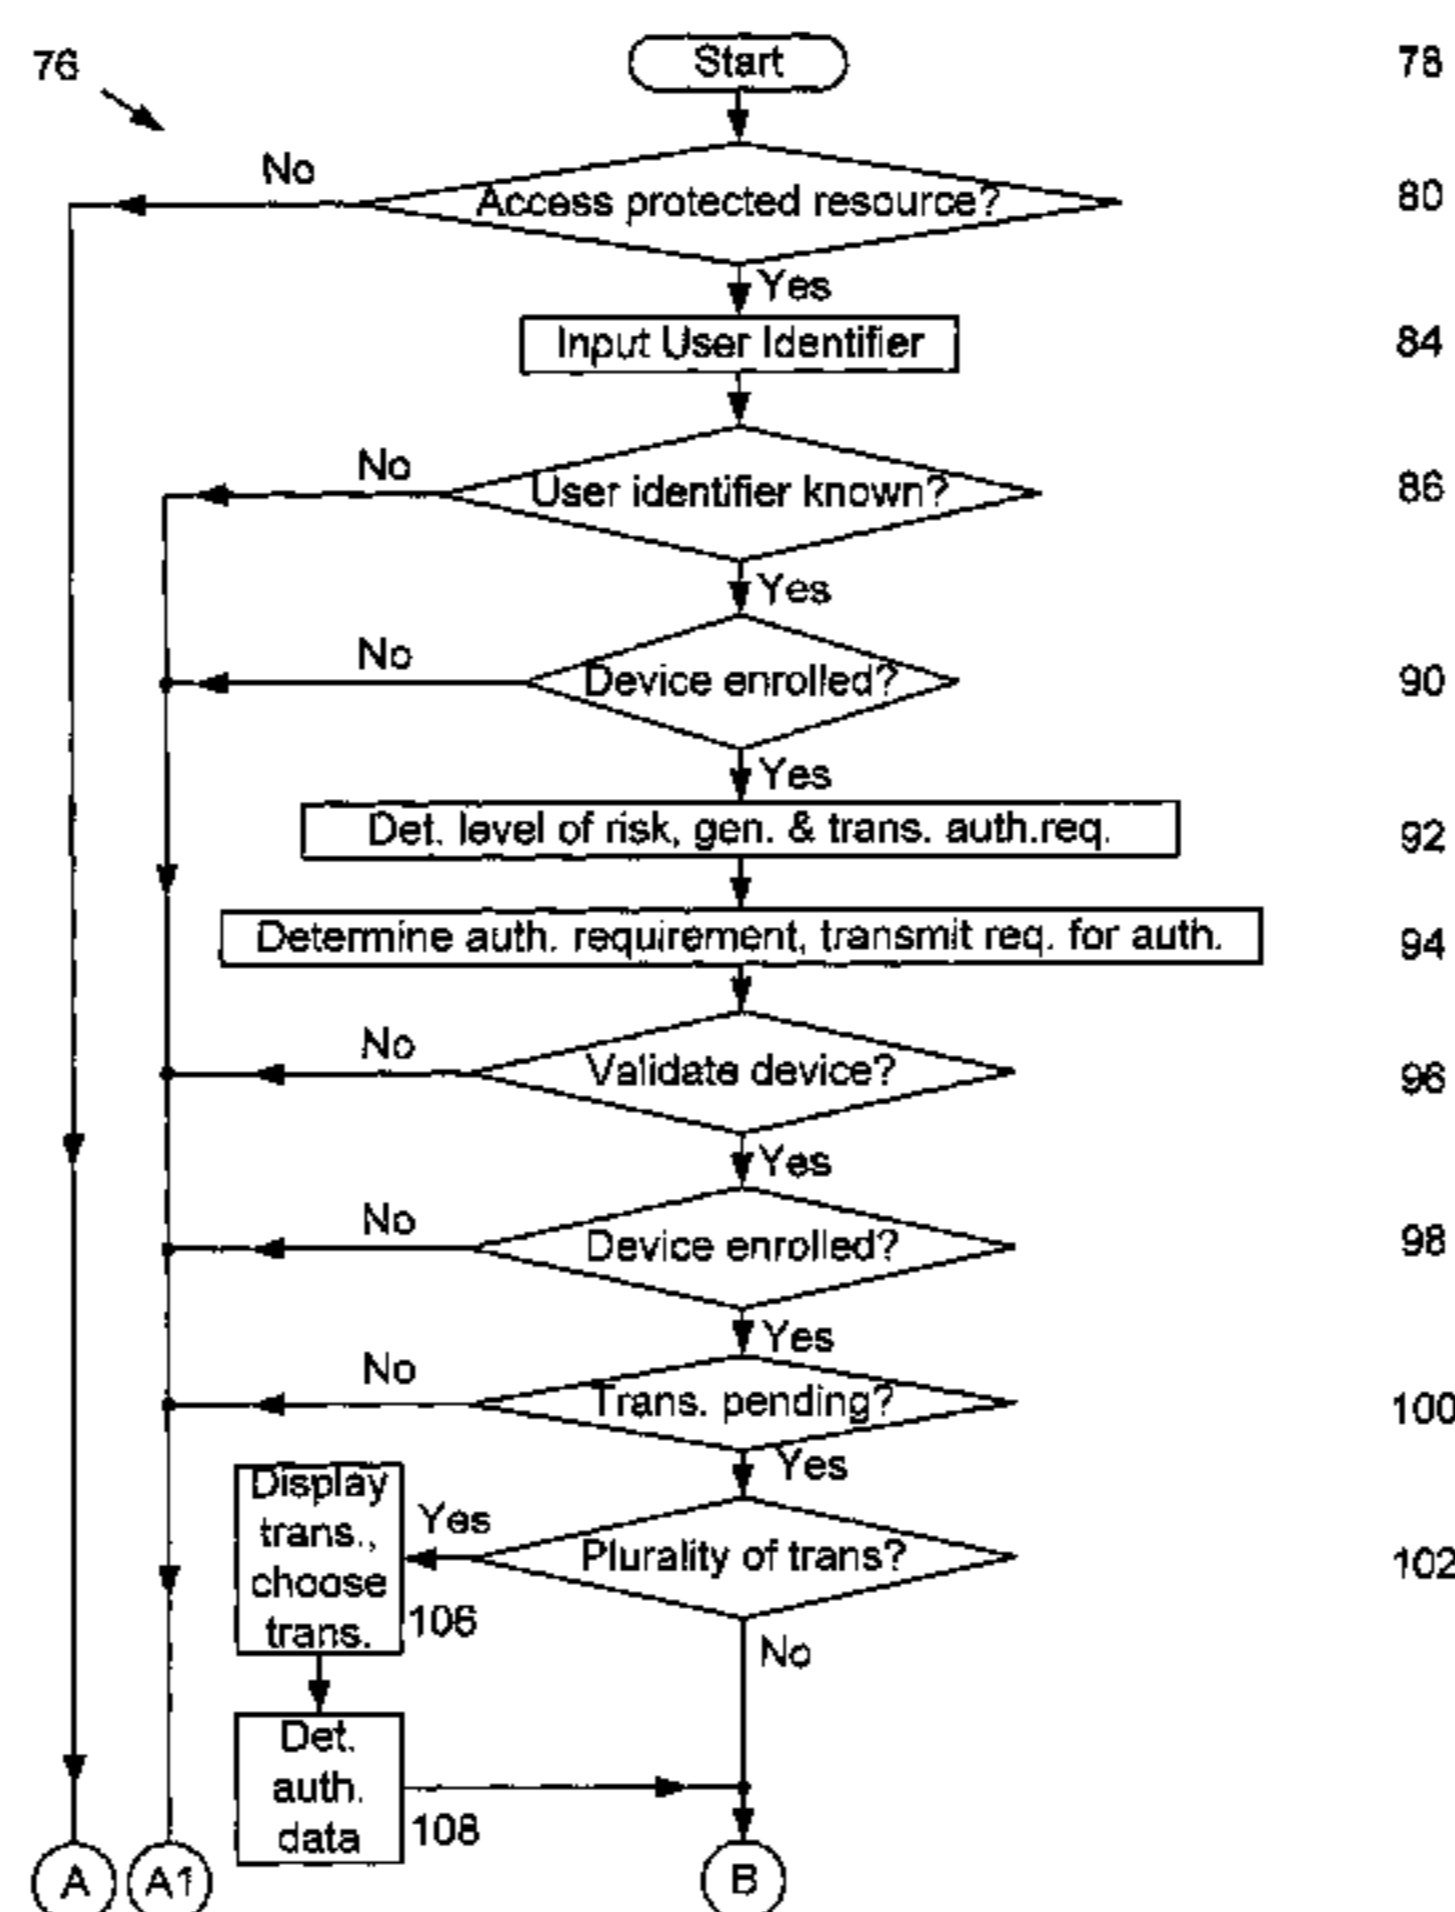 76
Start
78
No
Access protected resource?
80
Yes
Input User Identifier
84
No
User identifier known?
86
Yes
No
Device enrolled?
90
Yes
Det. level of risk, gen. & trans. auth.req.
92
Determine auth. requirement, transmit req. for auth.
94
No
Validate device?
96
Yes
No
Device enrolled?
98
Yes
No
Trans. pending?
100
Yes
Display
trans.,
choose
trans.
106
Yes
Plurality of trans?
102
No
Det.
auth.
data
108
A
A1
B